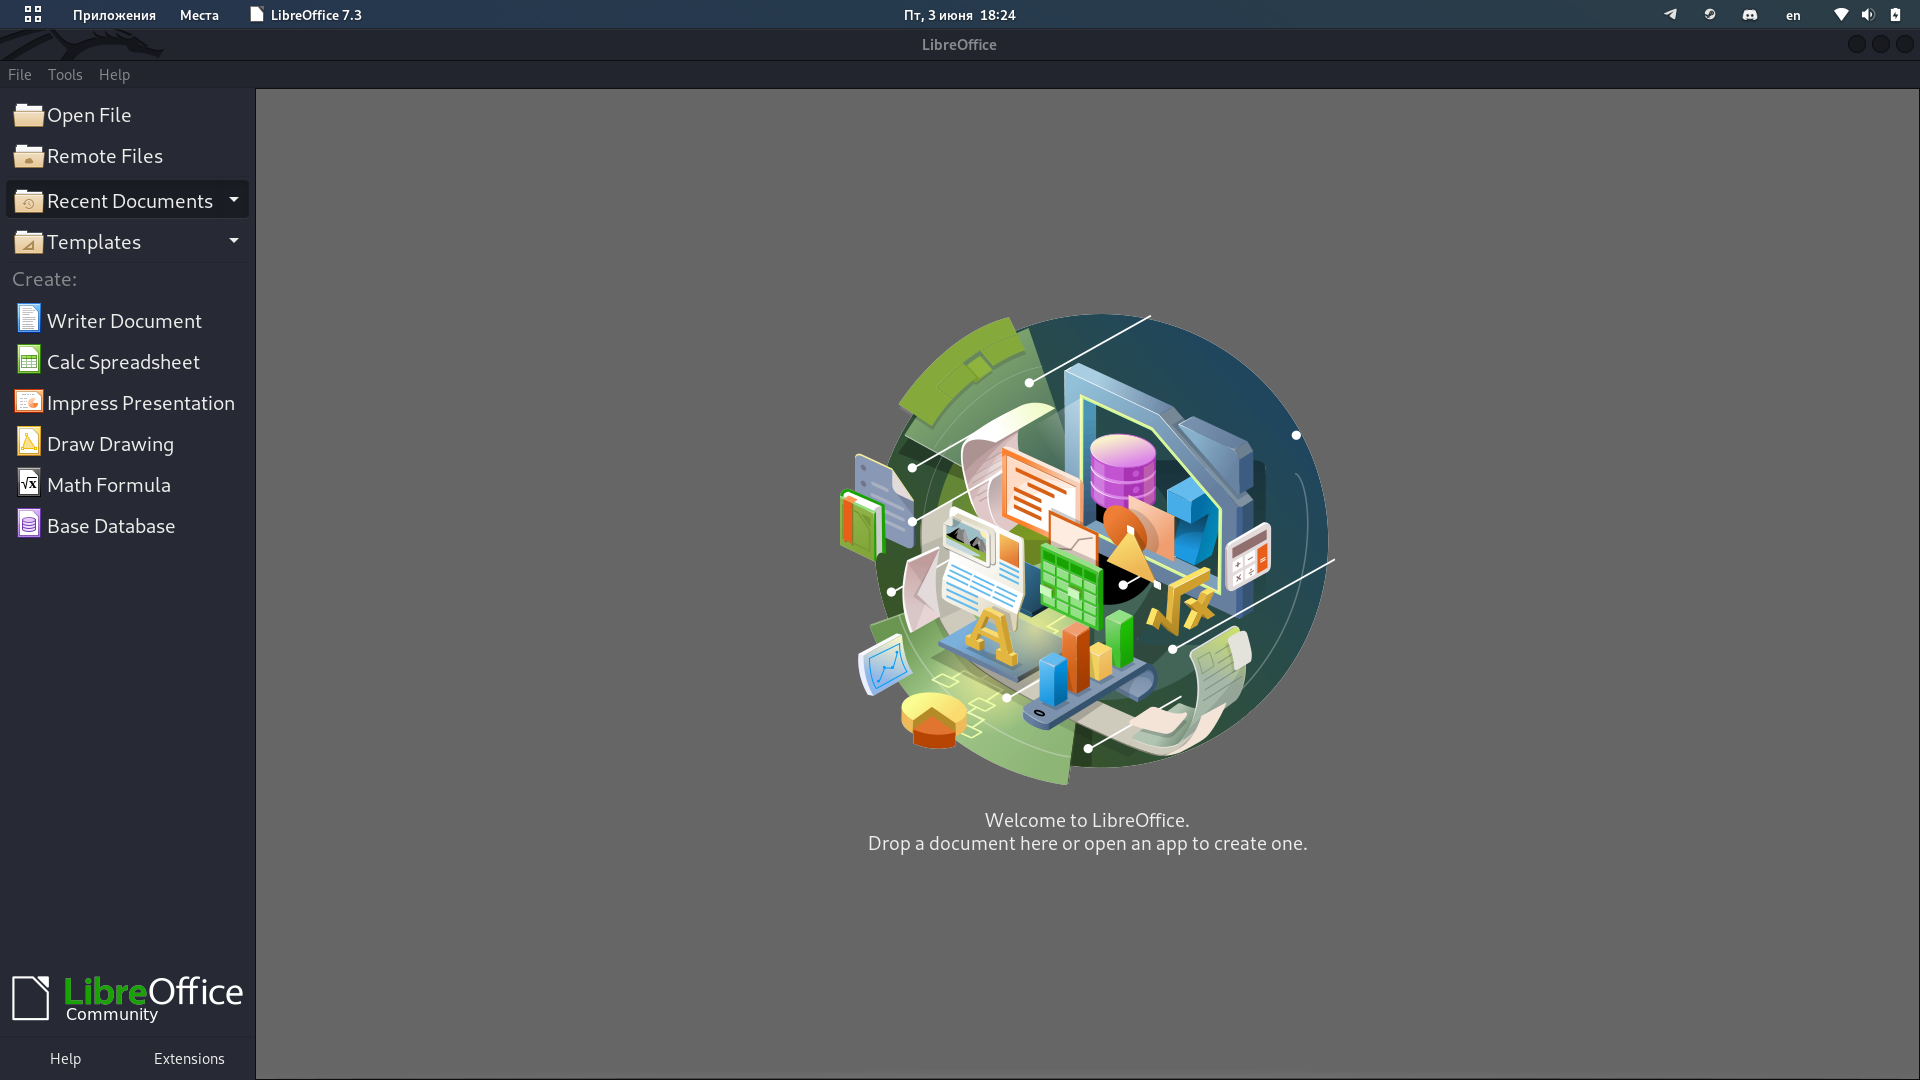 Приложения Места LibreOffice 7.3 Пт, 3 июня 18:24 en
LibreOffice
File Tools Help
Open File
Remote Files
Recent Documents
Templates
Create:
Writer Document
Calc Spreadsheet
Impress Presentation
Draw Drawing
Math Formula
Base Database
Welcome to LibreOffice.
Drop a document here or open an app to create one.
LibreOffice
Community
Help Extensions